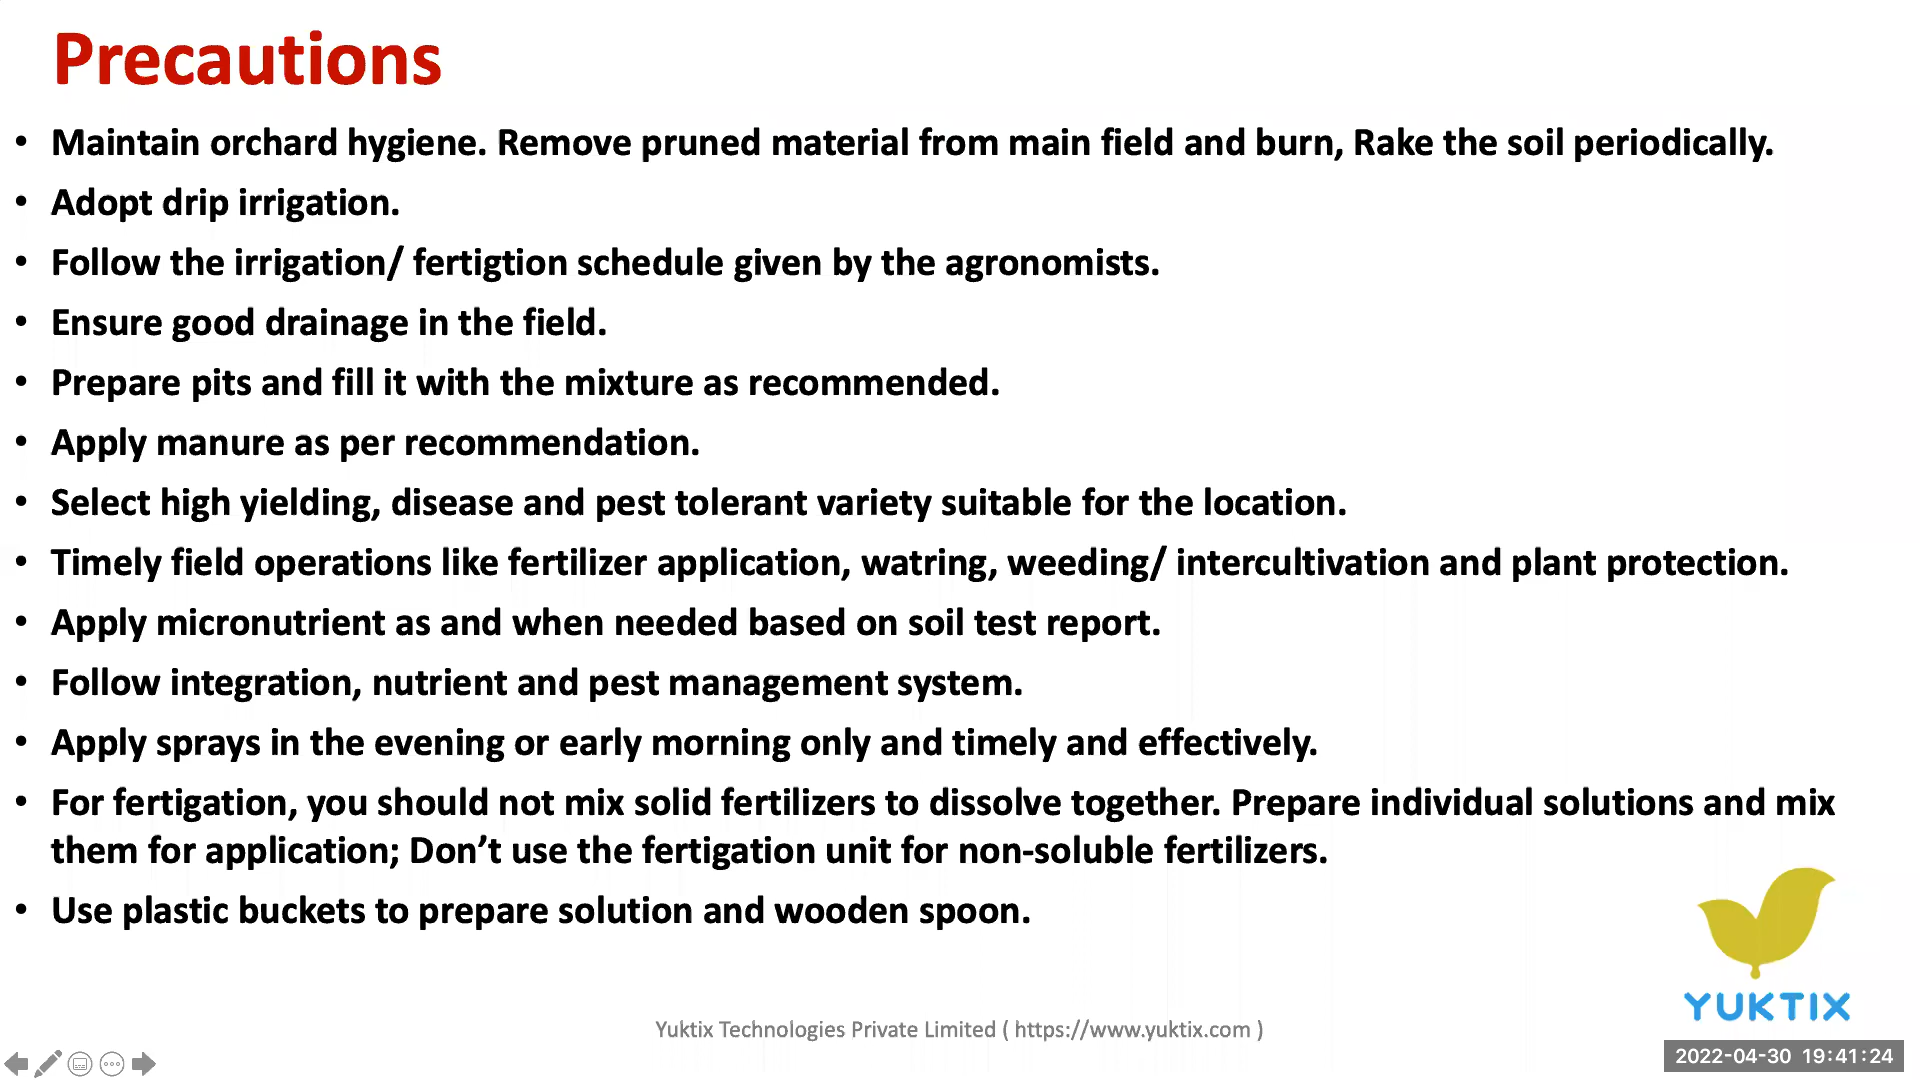 Precautions
• Maintain orchard hygiene. Remove pruned material from main field and burn, Rake the soil periodically.
• Adopt drip irrigation.
• Follow the irrigation/ fertigtion schedule given by the agronomists.
• Ensure good drainage in the field.
• Prepare pits and fill it with the mixture as recommended.
• Apply manure as per recommendation.
• Select high yielding, disease and pest tolerant variety suitable for the location.
• Timely field operations like fertilizer application, watring, weeding/ intercultivation and plant protection.
• Apply micronutrient as and when needed based on soil test report.
• Follow integration, nutrient and pest management system.
• Apply sprays in the evening or early morning only and timely and effectively.
• For fertigation, you should not mix solid fertilizers to dissolve together. Prepare individual solutions and mix
them for application; Don’t use the fertigation unit for non-soluble fertilizers.
• Use plastic buckets to prepare solution and wooden spoon.
YUKTIX
Yuktix Technologies Private Limited ( https://www.yuktix.com )
2022-04-30 19:41:24